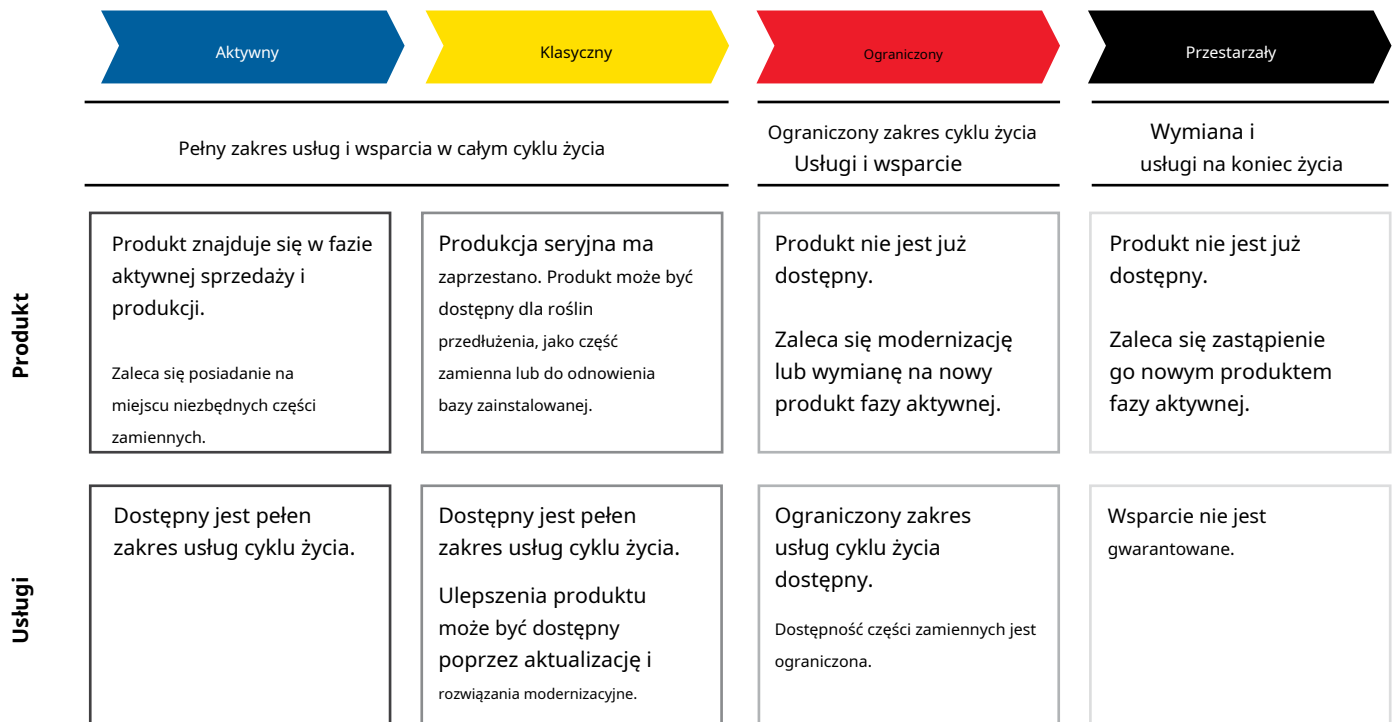 Aktywny
Klasyczny
Ograniczony
Przestarzały
Pełny zakres usług i wsparcia w całym cyklu życia
Ograniczony zakres cyklu życia
Usługi i wsparcie
Wymiana i
usługi na koniec życia
Produkt
Produkt znajduje się w fazie
aktywnej sprzedaży i
produkcji.
Zaleca się posiadanie na
miejscu niezbędnych części
zamiennych.
Produkcja seryjna ma
zaprzestano. Produkt może być
dostępny dla roślin
przedłużenia, jako część
zamienna lub do odnowienia
bazy zainstalowanej.
Produkt nie jest już
dostępny.
Zaleca się modernizację
lub wymianę na nowy
produkt fazy aktywnej.
Produkt nie jest już
dostępny.
Zaleca się zastąpienie
go nowym produktem
fazy aktywnej.
Usługi
Dostępny jest pełen
zakres usług cyklu życia.
Dostępny jest pełen
zakres usług cyklu życia.
Ulepszenia produktu
może być dostępny
poprzez aktualizację i
rozwiązania modernizacyjne.
Ograniczony zakres
usług cyklu życia
dostępny.
Dostępność części zamiennych jest
ograniczona.
Wsparcie nie jest
gwarantowane.